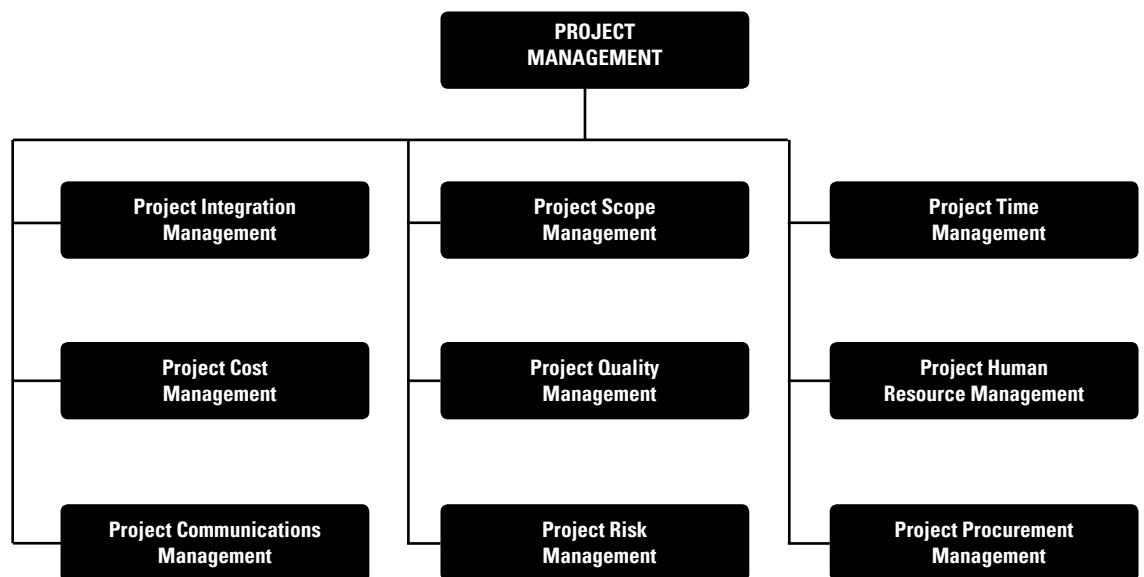 PROJECT
MANAGEMENT
Project Integration
Management
Project Scope
Management
Project Time
Management
Project Cost
Management
Project Quality
Management
Project Human
Resource Management
Project Communications
Management
Project Risk
Management
Project Procurement
Management